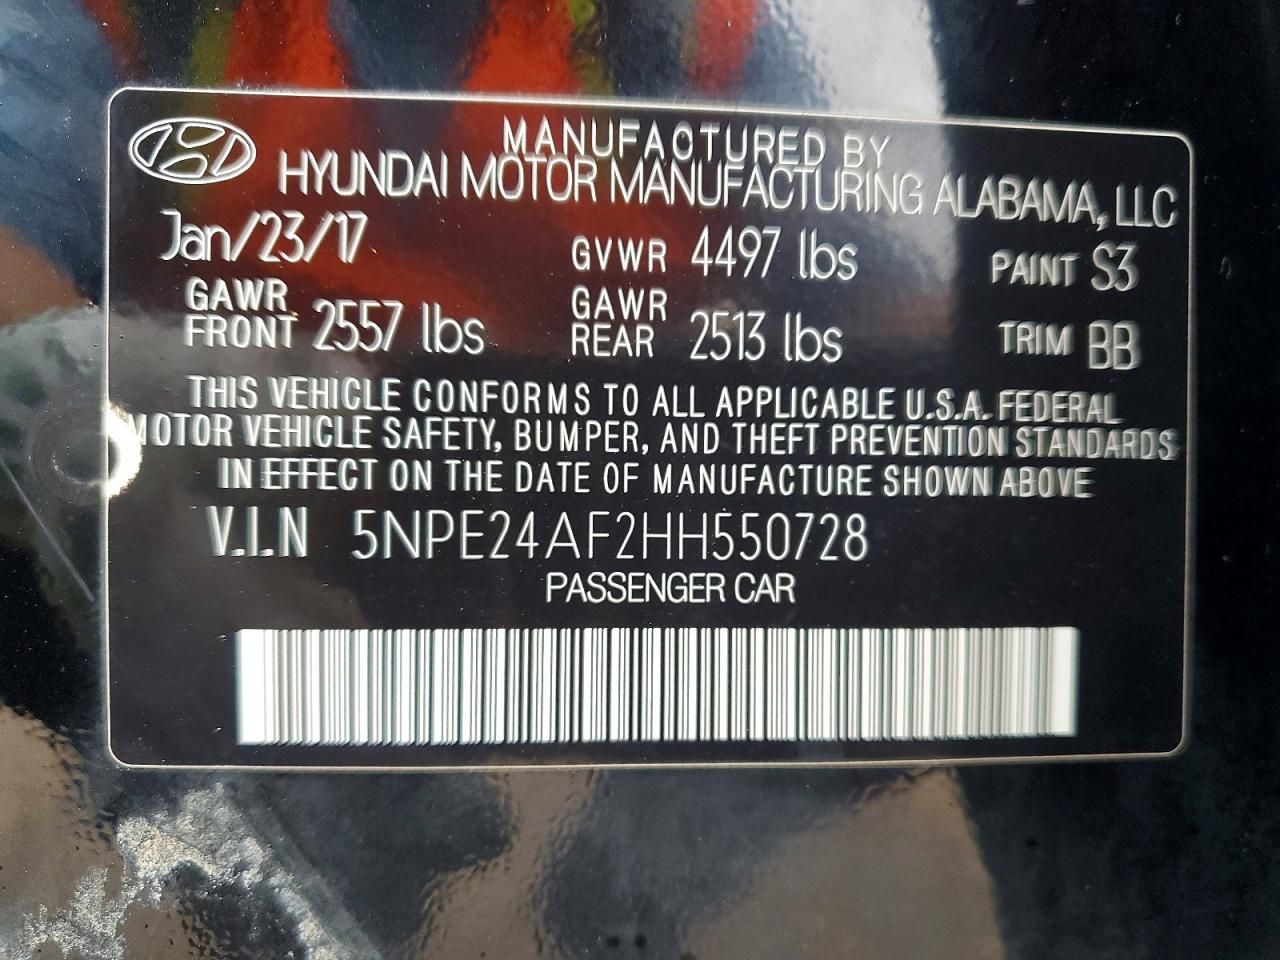 MANUFACTURED BY
HYUNDAI MOTOR MANUFACTURING ALABAMA, LLC
Jan/23/17 GVWR 4497 lbs PAINT S3
GAWR FRONT 2557 lbs GAWR REAR 2513 lbs TRIM BB
THIS VEHICLE CONFORMS TO ALL APPLICABLE U.S.A. FEDERAL
MOTOR VEHICLE SAFETY, BUMPER, AND THEFT PREVENTION STANDARDS
IN EFFECT ON THE DATE OF MANUFACTURE SHOWN ABOVE
V.I.N 5NPE24AF2HH550728
PASSENGER CAR